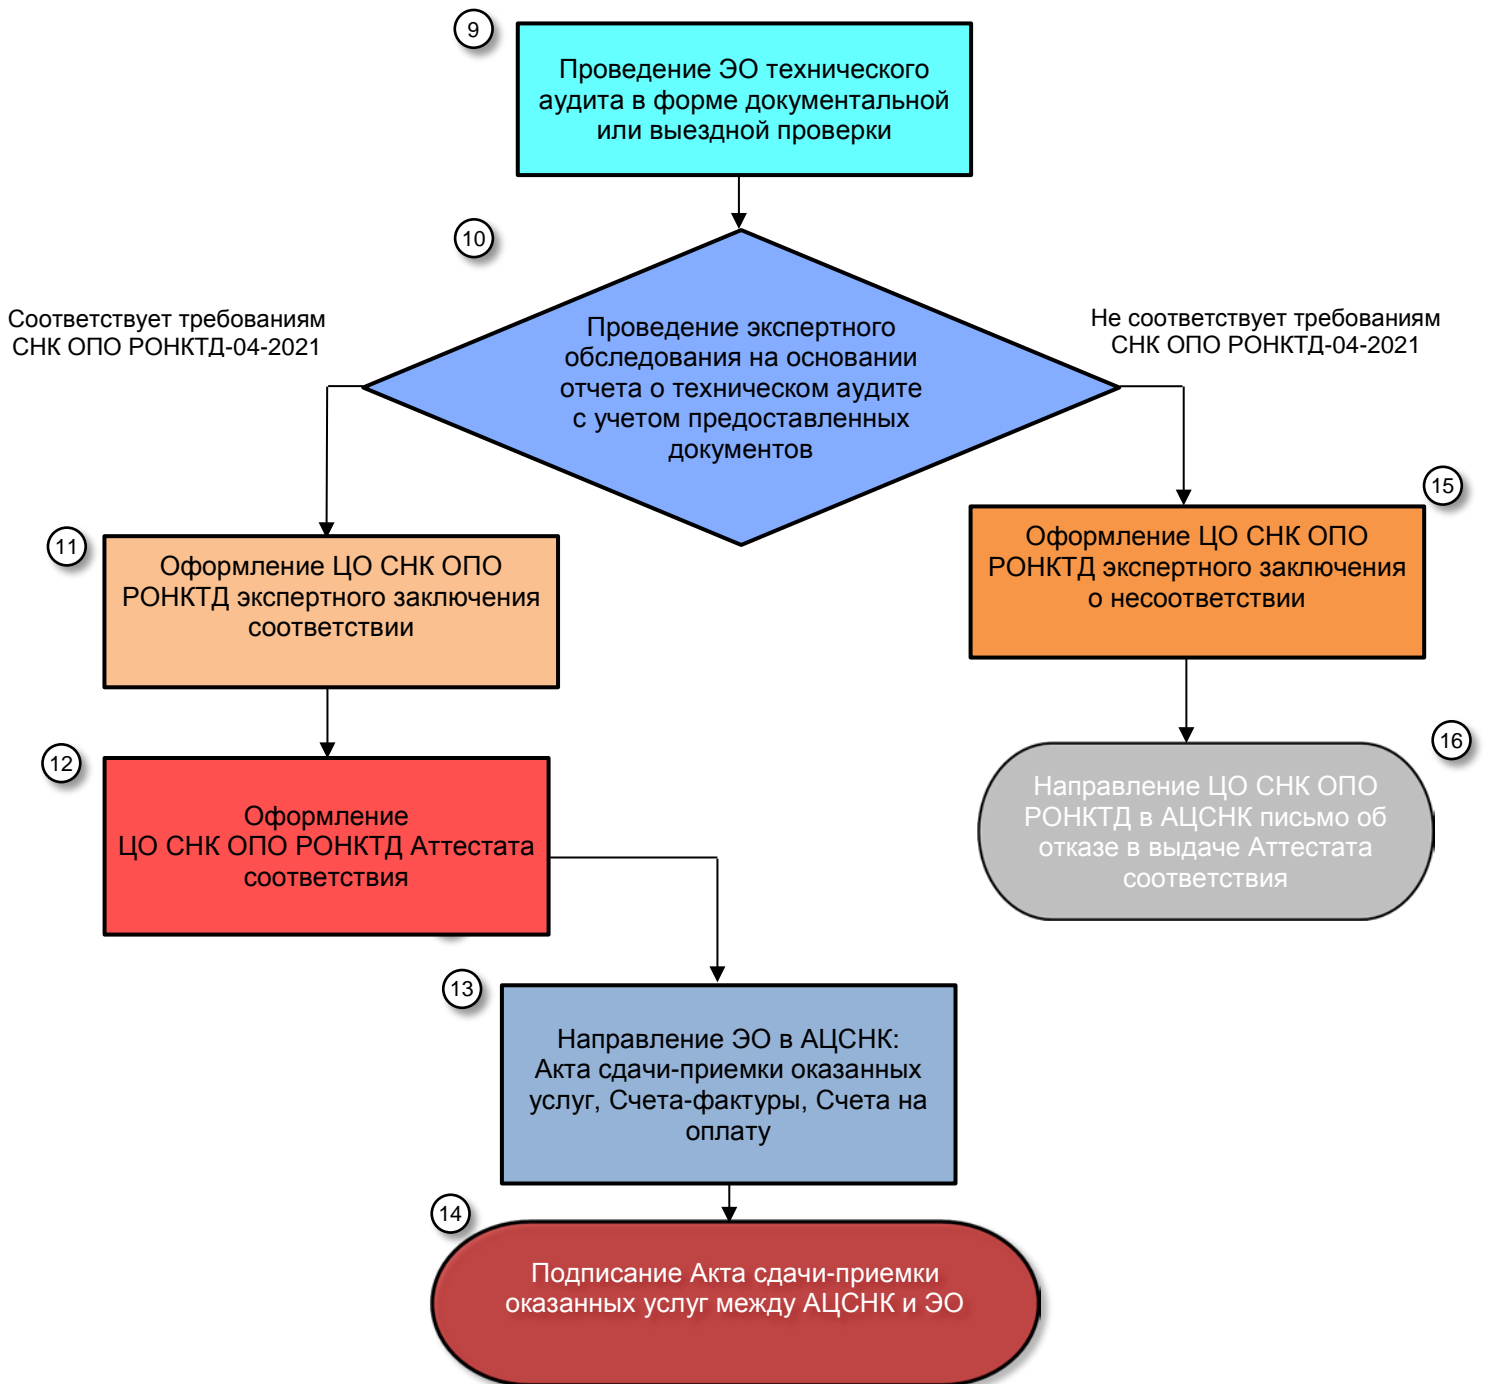 9
Проведение ЭО технического
аудита в форме документальной
или выездной проверки
10
Соответствует требованиям
СНК ОПО РОНКТД-04-2021
Проведение экспертного
обследования на основании
отчета о техническом аудите
с учетом предоставленных
документов
Не соответствует требованиям
СНК ОПО РОНКТД-04-2021
11
Оформление ЦО СНК ОПО
РОНКТД экспертного заключения
соответствии
15
Оформление ЦО СНК ОПО
РОНКТД экспертного заключения
о несоответствии
12
Оформление
ЦО СНК ОПО РОНКТД Аттестата
соответствия
16
Направление ЦО СНК ОПО
РОНКТД в АЦСНК письмо об
отказе в выдаче Аттестата
соответствия
13
Направление ЭО в АЦСНК:
Акта сдачи-приемки оказанных
услуг, Счета-фактуры, Счета на
оплату
14
Подписание Акта сдачи-приемки
оказанных услуг между АЦСНК и ЭО